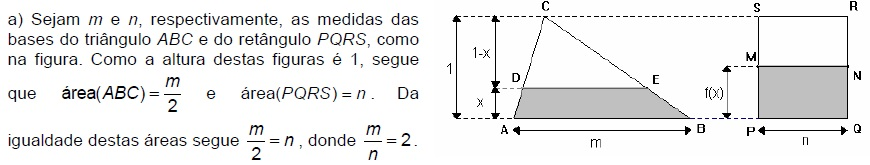 a) Sejam m e n, respectivamente, as medidas das
bases do triângulo ABC e do retângulo PQRS, como
na figura. Como a altura destas figuras é 1, segue
que área(ABC)=m/2 e área(PQRS)=n. Da
igualdade destas áreas segue m/2=n, donde m/n=2.
C
S
R
1
1-x
D
E
x
A
B
m
M
N
f(x)
P
Q
n